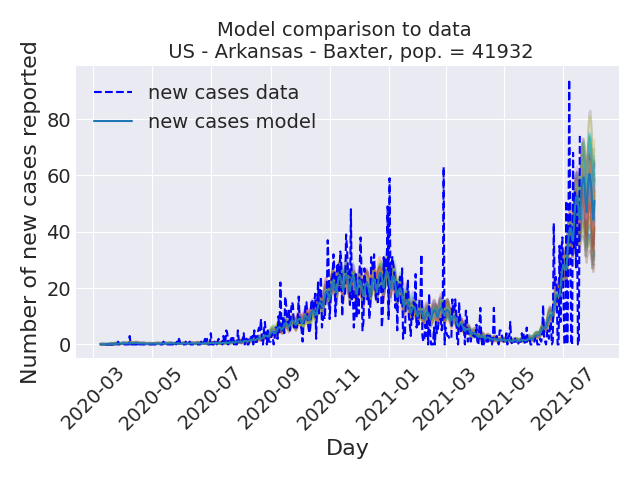 Model comparison to data
US - Arkansas - Baxter, pop. = 41932
new cases data
new cases model
Number of new cases reported
80
60
40
20
0
2020-03
2020-05
2020-07
2020-09
2020-11
2021-01
2021-03
2021-05
2021-07
Day